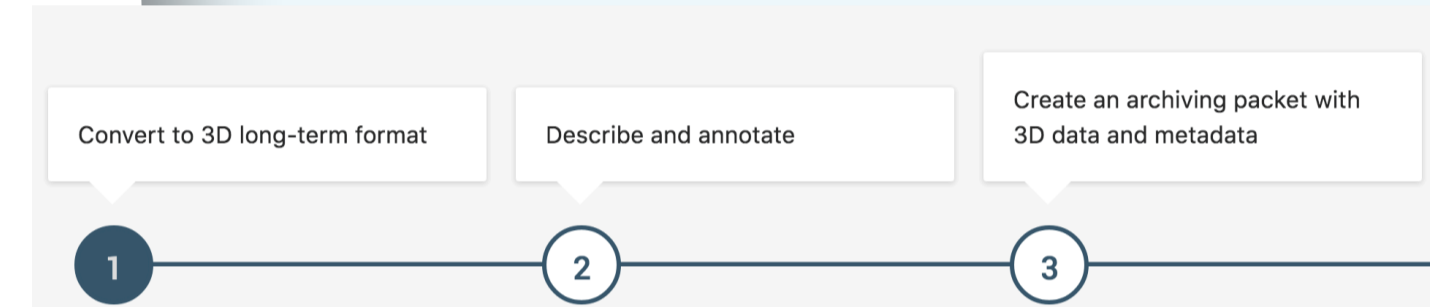 Convert to 3D long-term format
Describe and annotate
Create an archiving packet with
3D data and metadata
1
2
3